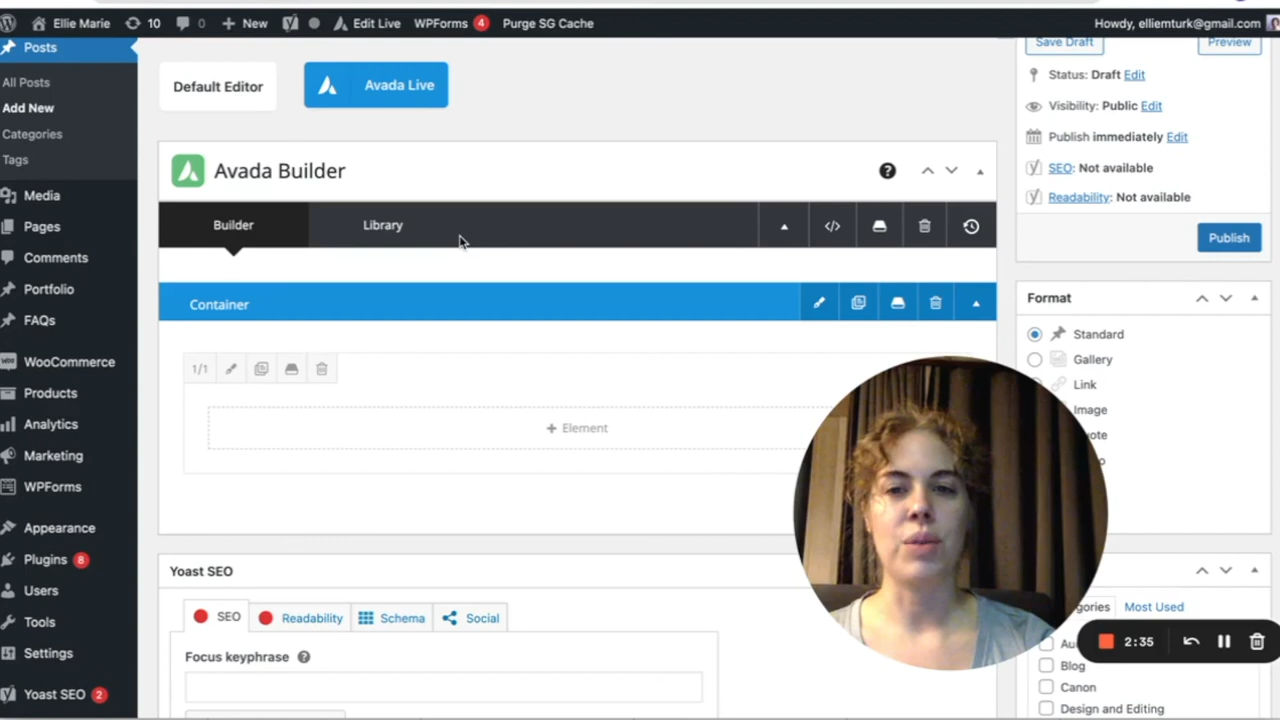 Ellie Marie 10 0 New Edit Live WPForms 4 Purge SG Cache Howdy, elliemturk@gmail.com
Posts
All Posts
Add New
Categories
Tags
Media
Pages
Comments
Portfolio
FAQs
WooCommerce
Products
Analytics
Marketing
WPForms
Appearance
Plugins 8
Users
Tools
Settings
Yoast SEO 2
Default Editor
Avada Live
Avada Builder
Builder
Library
Container
1/1
+ Element
Yoast SEO
SEO
Readability
Schema
Social
Focus keyphrase
Save Draft
Preview
Status: Draft Edit
Visibility: Public Edit
Publish immediately Edit
SEO: Not available
Readability: Not available
Publish
Format
Standard
Gallery
Link
Image
Most Used
2:35
Blog
Canon
Design and Editing